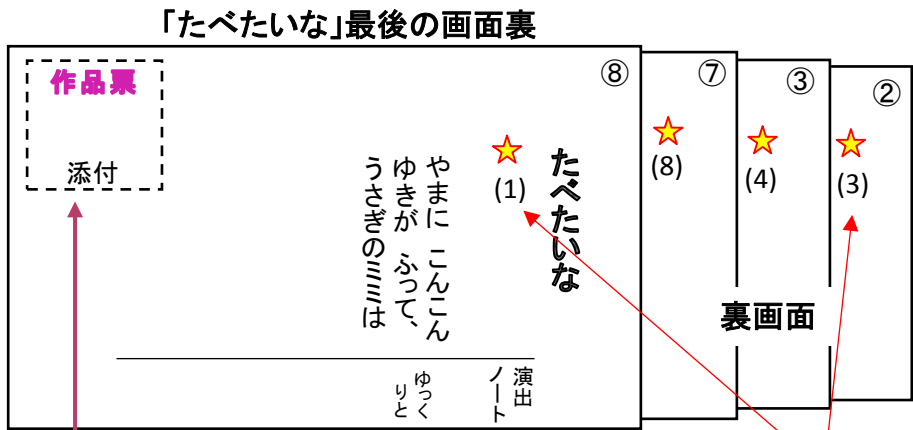 「たべたいな」最後の画面裏
作品票
添付
⑧
(1)
たべたいな
やまに こんこん
ゆきが ふって、
うさぎのミミは
演出
ノート
ゆっく
りと
⑦
(8)
③
(4)
②
(3)
裏画面